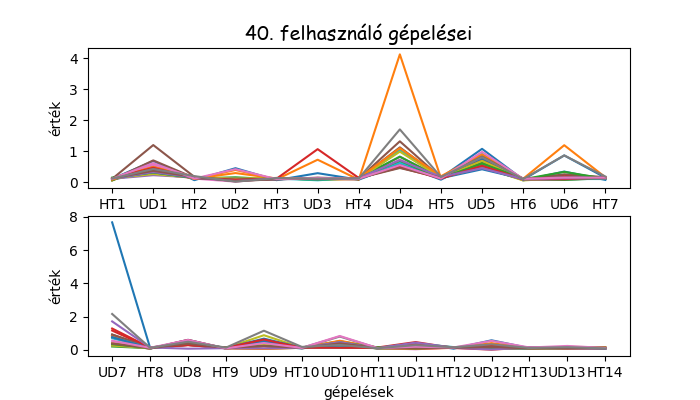 40. felhasználó gépelései
érték
4
3
2
1
0
HT1 UD1 HT2 UD2 HT3 UD3 HT4 UD4 HT5 UD5 HT6 UD6 HT7
érték
8
6
4
2
0
UD7 HT8 UD8 HT9 UD9 HT10 UD10 HT11 UD11 HT12 UD12 HT13 UD13 HT14
gépelések